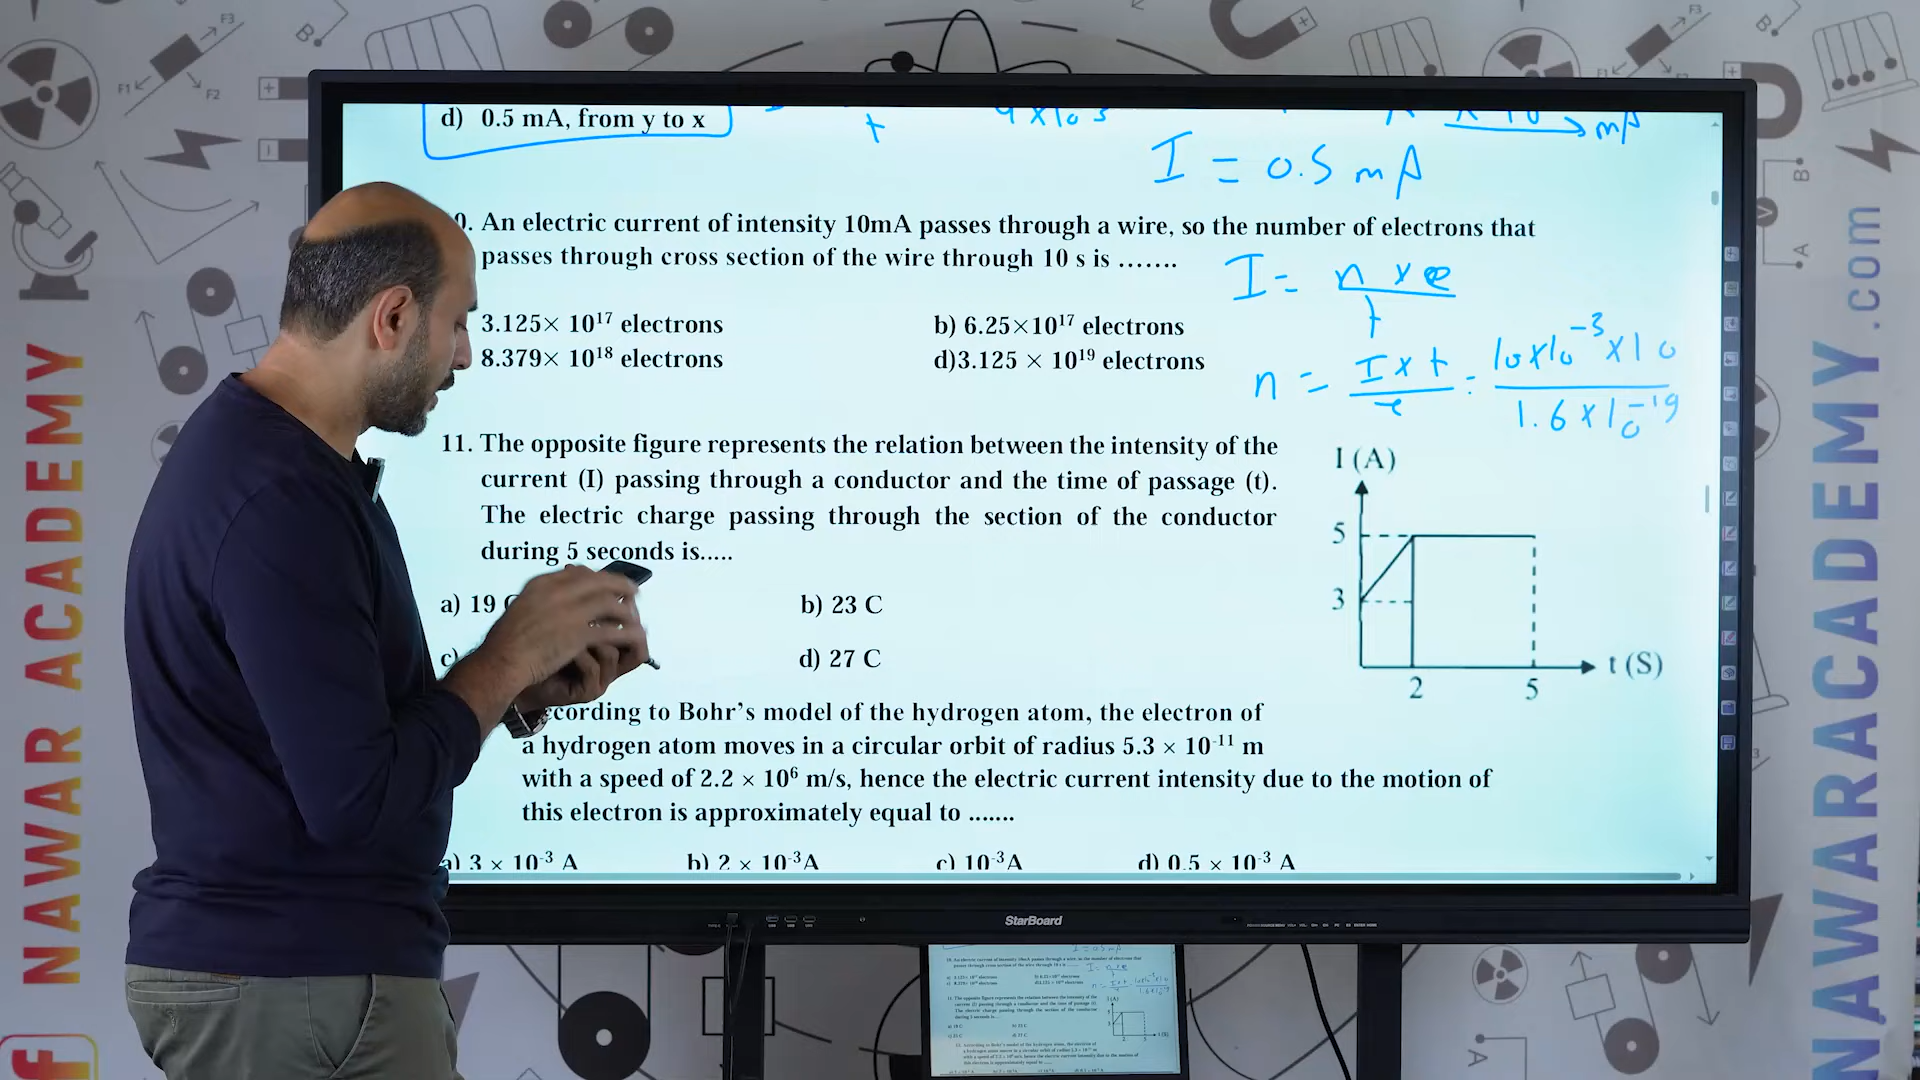 d) 0.5 mA, from y to x
I = 0.5 mA
An electric current of intensity 10mA passes through a wire, so the number of electrons that
passes through cross section of the wire through 10 s is .......
I = n x e
t
3.125× 10¹⁷ electrons
b) 6.25×10¹⁷ electrons
8.379× 10¹⁸ electrons
d)3.125 × 10¹⁹ electrons
n = I x t / e = 10x10⁻³ x 10 / 1.6 x 10⁻¹⁹
11. The opposite figure represents the relation between the intensity of the
current (I) passing through a conductor and the time of passage (t).
The electric charge passing through the section of the conductor
during 5 seconds is.....
a) 19
b) 23 C
d) 27 C
I (A)
5
3
2
5
t (S)
to Bohr's model of the hydrogen atom, the electron of
a hydrogen atom moves in a circular orbit of radius 5.3 × 10⁻¹¹ m
with a speed of 2.2 × 10⁶ m/s, hence the electric current intensity due to the motion of
this electron is approximately equal to .......
a) 3 × 10⁻³ A
b) 2 × 10⁻³A
c) 10⁻³A
d) 0.5 × 10⁻³ A
StarBoard
NAWAR ACADEMY
NAWARACADEMY.com
F1
F2
F3